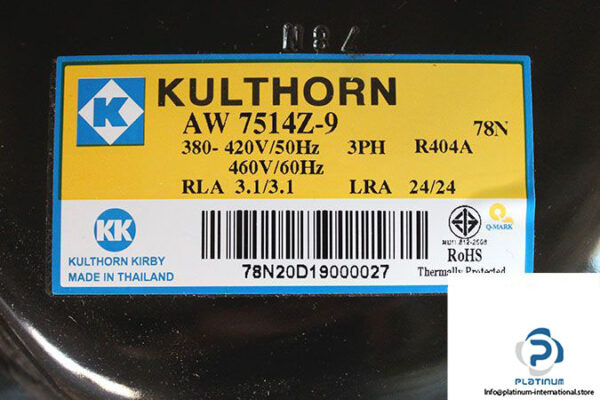 78N
K
KULTHORN
AW 7514Z-9
78N
380- 420V/50Hz 3PH R404A
460V/60Hz
RLA 3.1/3.1 LRA 24/24
KK
KULTHORN KIRBY
MADE IN THAILAND
78N20D19000027
Q-MARK
RoHS
Thermally Protected
PLATINUM
Info@platinum-international.store